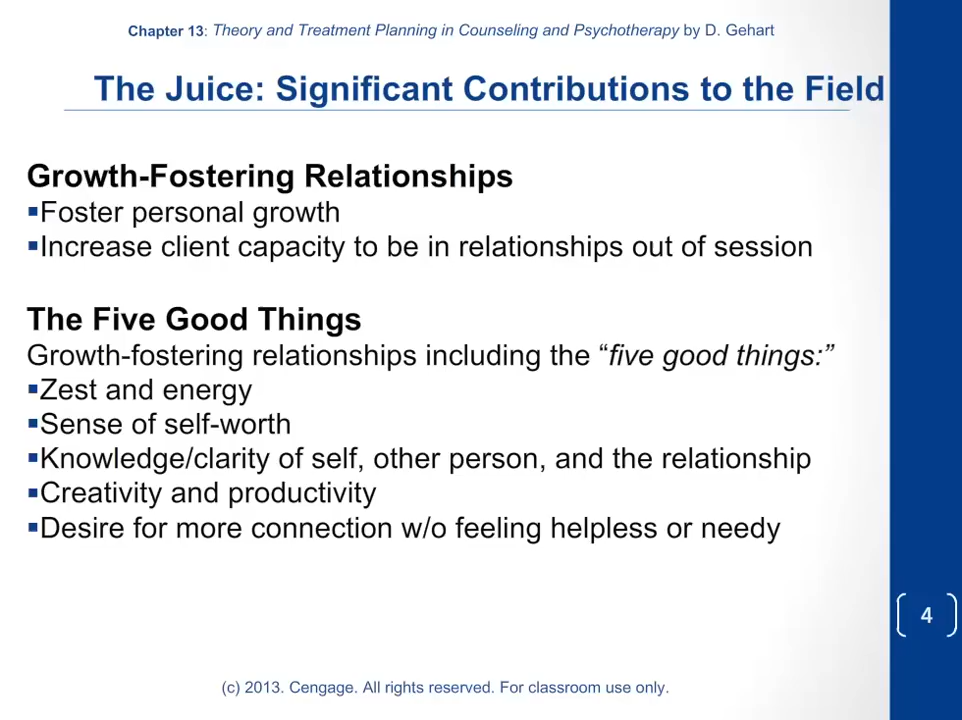 Chapter 13: Theory and Treatment Planning in Counseling and Psychotherapy by D. Gehart
The Juice: Significant Contributions to the Field
Growth-Fostering Relationships
▪Foster personal growth
▪Increase client capacity to be in relationships out of session
The Five Good Things
Growth-fostering relationships including the “five good things:”
▪Zest and energy
▪Sense of self-worth
▪Knowledge/clarity of self, other person, and the relationship
▪Creativity and productivity
▪Desire for more connection w/o feeling helpless or needy
4
(c) 2013. Cengage. All rights reserved. For classroom use only.